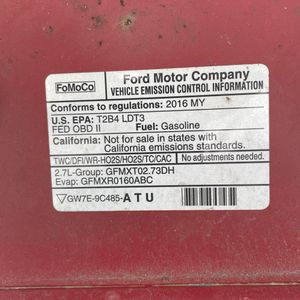 FoMoCo
Ford Motor Company
VEHICLE EMISSION CONTROL INFORMATION
Conforms to regulations: 2016 MY
U.S. EPA: T2B4 LDT3
FED OBD II Fuel: Gasoline
California: Not for sale in states with
California emissions standards.
TWC/DFI/WR-HO2S/HO2S/TC/CAC No adjustments needed.
2.7L-Group: GFMXT02.73DH
Evap: GFMXR0160ABC
GW7E-9C485-A T U